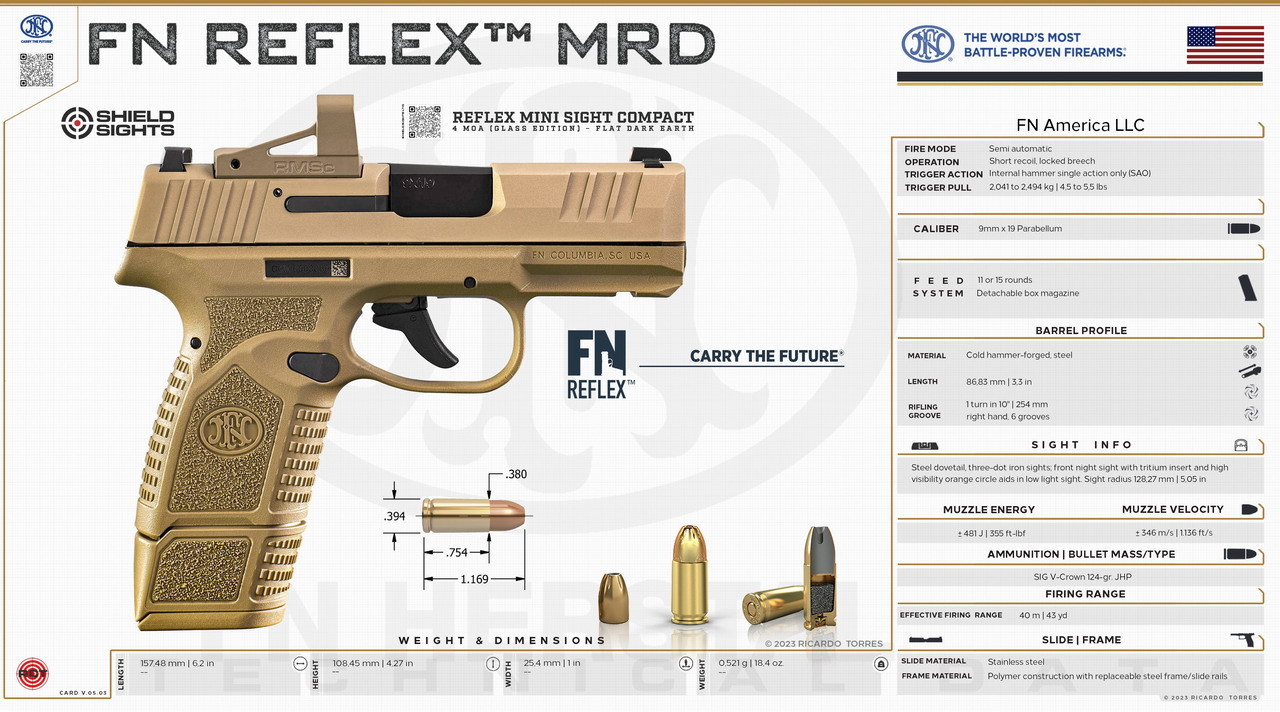 FN
CARRY THE FUTURE®
FN REFLEX™ MRD
FN
®
THE WORLD'S MOST
BATTLE-PROVEN FIREARMS.®
SHIELD
SIGHTS
REFLEX MINI SIGHT COMPACT
4 MOA [GLASS EDITION] - FLAT DARK EARTH
RMSc
9X19
FN COLUMBIA, SC USA
FN
FN
REFLEX™
CARRY THE FUTURE®
.380
.394
.754
1.169
WEIGHT & DIMENSIONS
© 2023 RICARDO TORRES
LENGTH
157.48 mm | 6.2 in
--
HEIGHT
108.45 mm | 4.27 in
--
WIDTH
25.4 mm | 1 in
--
WEIGHT
0.521 g | 18.4 oz.
--
RDT
CARD V.05.03
FN America LLC
FIRE MODE Semi automatic
OPERATION Short recoil, locked breech
TRIGGER ACTION Internal hammer single action only (SAO)
TRIGGER PULL 2.041 to 2.494 kg | 4.5 to 5.5 lbs
CALIBER 9mm x 19 Parabellum
FEED 11 or 15 rounds
SYSTEM Detachable box magazine
BARREL PROFILE
MATERIAL Cold hammer-forged, steel
LENGTH 86,83 mm | 3,3 in
RIFLING 1 turn in 10" | 254 mm
GROOVE right hand, 6 grooves
SIGHT INFO
Steel dovetail, three-dot iron sights; front night sight with tritium insert and high
visibility orange circle aids in low light sight. Sight radius 128,27 mm | 5,05 in
MUZZLE ENERGY MUZZLE VELOCITY
± 481 J | 355 ft-lbf ± 346 m/s | 1.136 ft/s
AMMUNITION | BULLET MASS/TYPE
SIG V-Crown 124-gr. JHP
FIRING RANGE
EFFECTIVE FIRING RANGE 40 m | 43 yd
SLIDE | FRAME
SLIDE MATERIAL Stainless steel
FRAME MATERIAL Polymer construction with replaceable steel frame/slide rails
© 2023 RICARDO TORRES
FN HERSTAL
TECHNICAL DATA